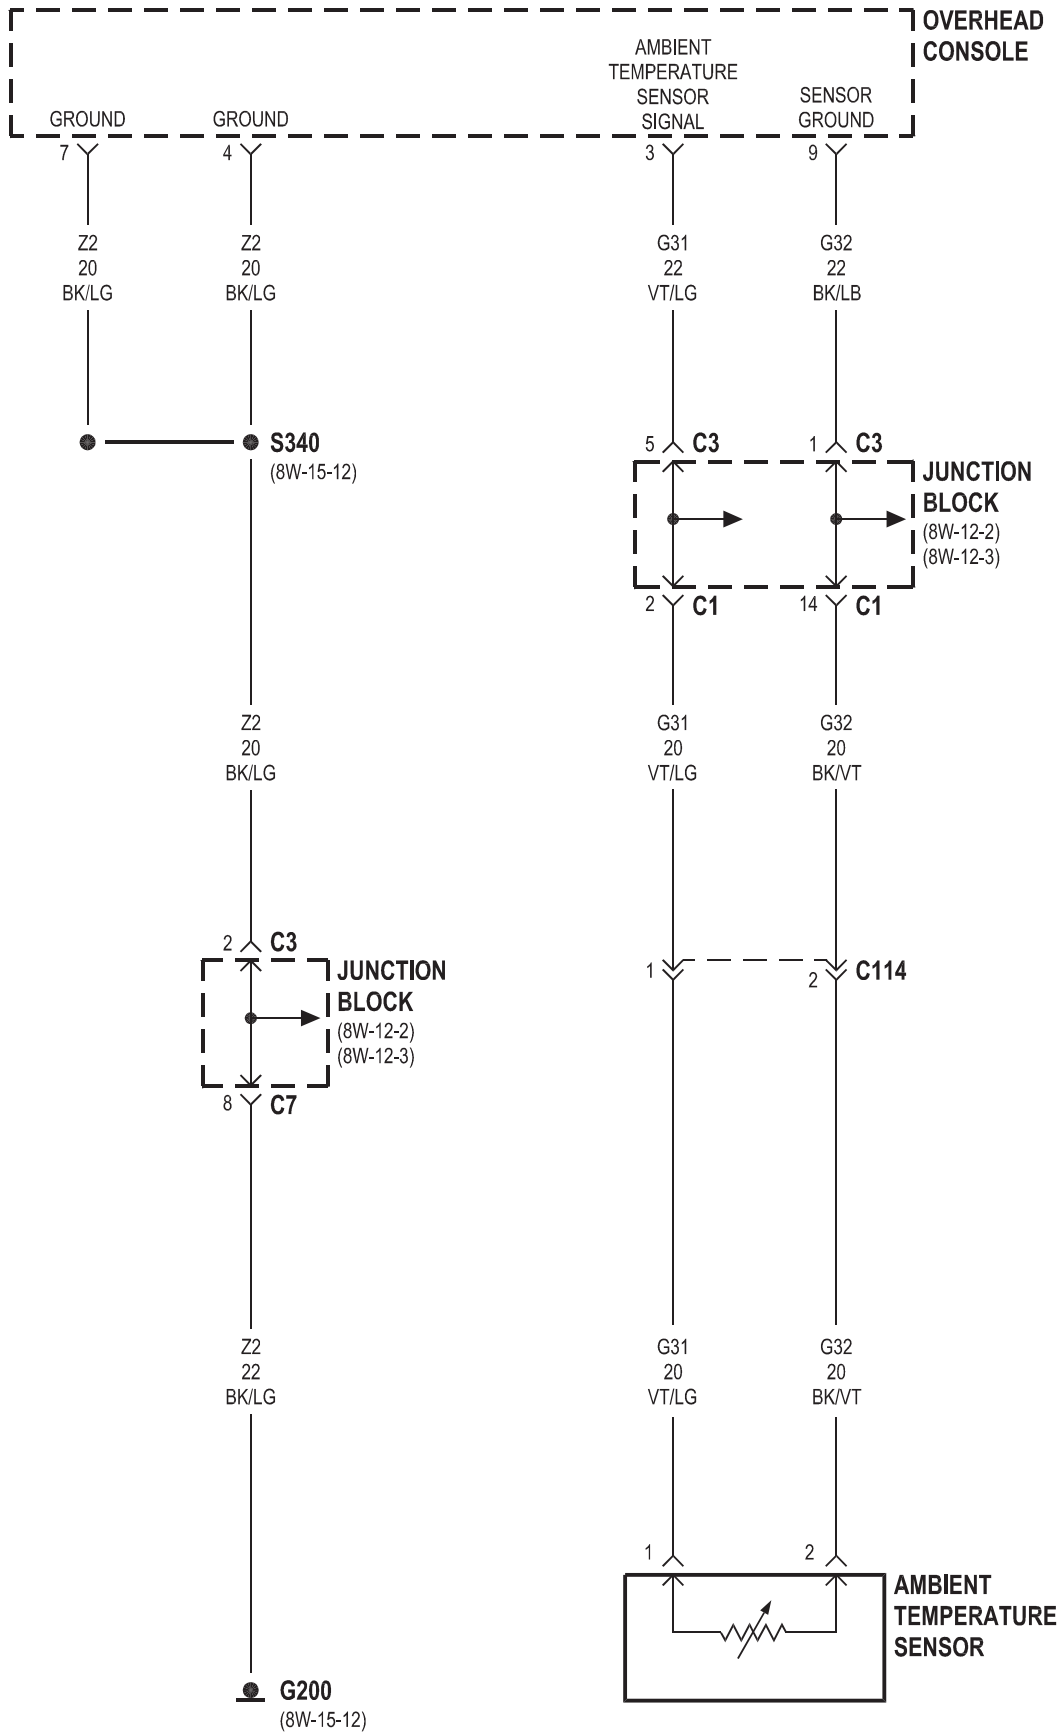 OVERHEAD
CONSOLE
AMBIENT
TEMPERATURE
SENSOR
SIGNAL
SENSOR
GROUND
GROUND
GROUND
7
4
3
9
Z2
20
BK/LG
Z2
20
BK/LG
G31
22
VT/LG
G32
22
BK/LB
S340
(8W-15-12)
5
C3
1
C3
JUNCTION
BLOCK
(8W-12-2)
(8W-12-3)
2
C1
14
C1
Z2
20
BK/LG
G31
20
VT/LG
G32
20
BK/VT
2
C3
JUNCTION
BLOCK
(8W-12-2)
(8W-12-3)
8
C7
1
2
C114
Z2
22
BK/LG
G31
20
VT/LG
G32
20
BK/VT
1
2
AMBIENT
TEMPERATURE
SENSOR
G200
(8W-15-12)